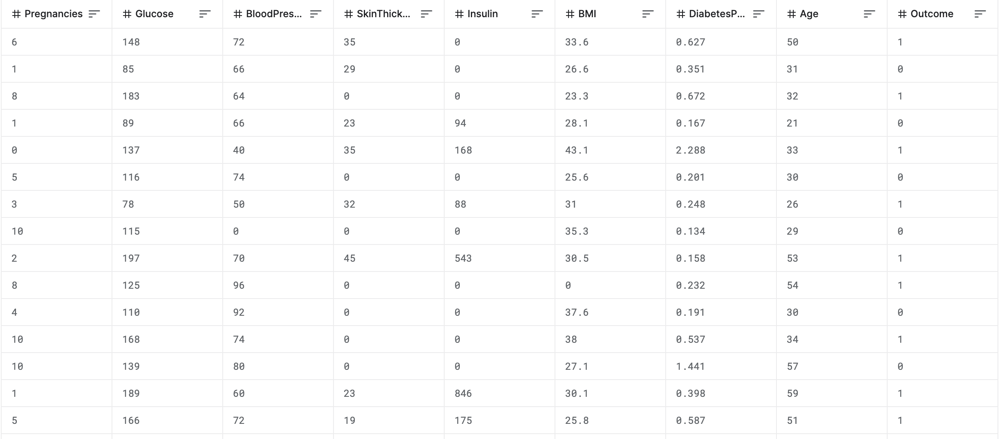 # Pregnancies # Glucose # BloodPres... # SkinThick... # Insulin # BMI # DiabetesP... # Age # Outcome
6 148 72 35 0 33.6 0.627 50 1
1 85 66 29 0 26.6 0.351 31 0
8 183 64 0 0 23.3 0.672 32 1
1 89 66 23 94 28.1 0.167 21 0
0 137 40 35 168 43.1 2.288 33 1
5 116 74 0 0 25.6 0.201 30 0
3 78 50 32 88 31 0.248 26 1
10 115 0 0 0 35.3 0.134 29 0
2 197 70 45 543 30.5 0.158 53 1
8 125 96 0 0 0 0.232 54 1
4 110 92 0 0 37.6 0.191 30 0
10 168 74 0 0 38 0.537 34 1
10 139 80 0 0 27.1 1.441 57 0
1 189 60 23 846 30.1 0.398 59 1
5 166 72 19 175 25.8 0.587 51 1